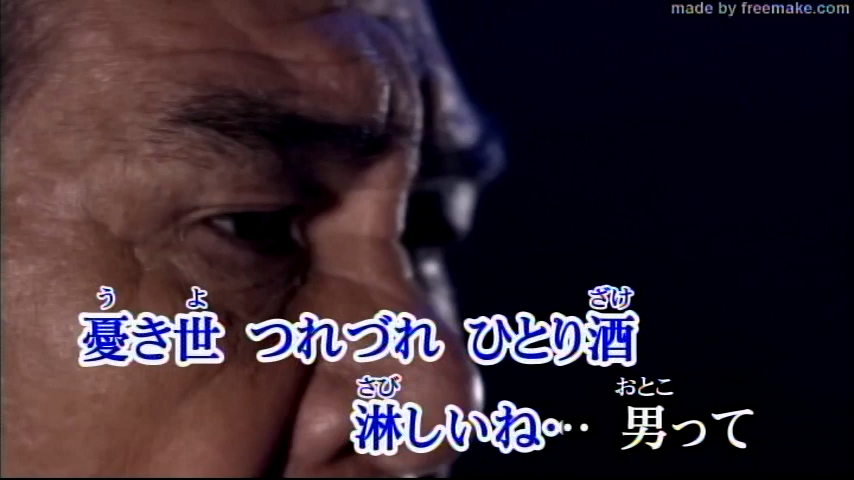 made by freemake.com
う よ ざけ
憂き世 つれづれ ひとり酒
さび おとこ
淋しいね… 男って